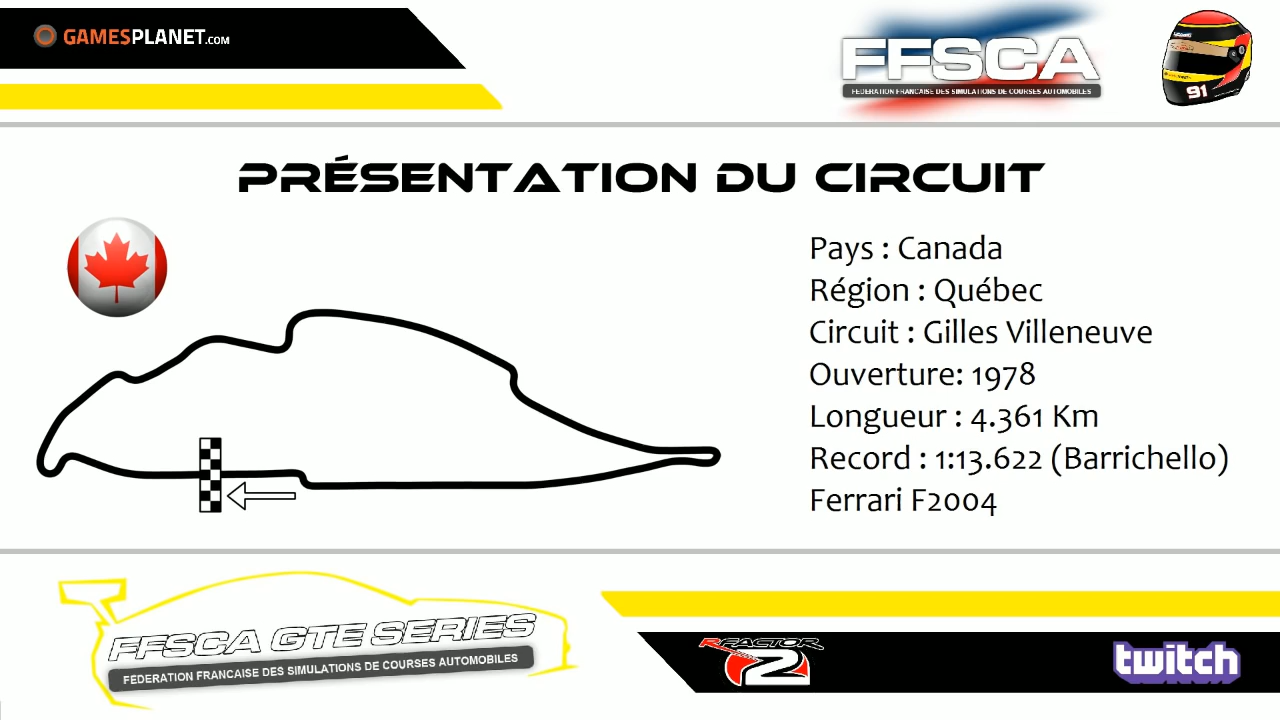 GAMESPLANET.COM
FFSCA
FEDERATION FRANCAISE DES SIMULATIONS DE COURSES AUTOMOBILES
91
PRÉSENTATION DU CIRCUIT
Pays : Canada
Région : Québec
Circuit : Gilles Villeneuve
Ouverture: 1978
Longueur : 4.361 Km
Record : 1:13.622 (Barrichello)
Ferrari F2004
FFSCA GTE SERIES
FEDERATION FRANCAISE DES SIMULATIONS DE COURSES AUTOMOBILES
RFACTOR
2
twitch